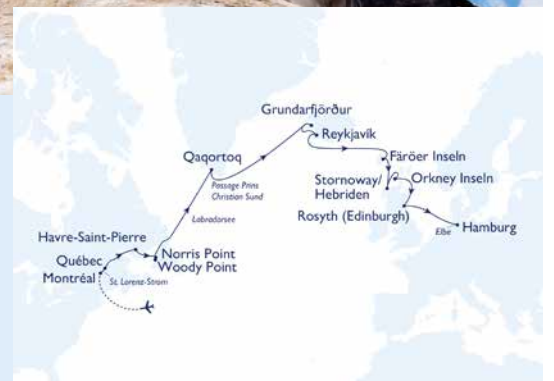 Grundarfjörður
Reykjavík
Qaqortoq
Färöer Inseln
Passage Prins
Christian Sund
Stornoway/
Hebriden
Orkney Inseln
Labradorsee
Rosyth (Edinburgh)
Elbe
Hamburg
Havre-Saint-Pierre
Norris Point
Woody Point
Québec
Montréal
St. Lorenz-Strom